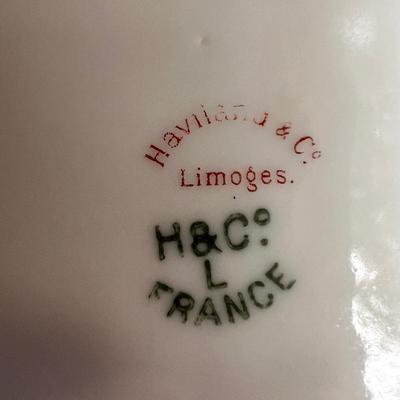 Haviland & Cº
Limoges.
H&Cº
L
FRANCE